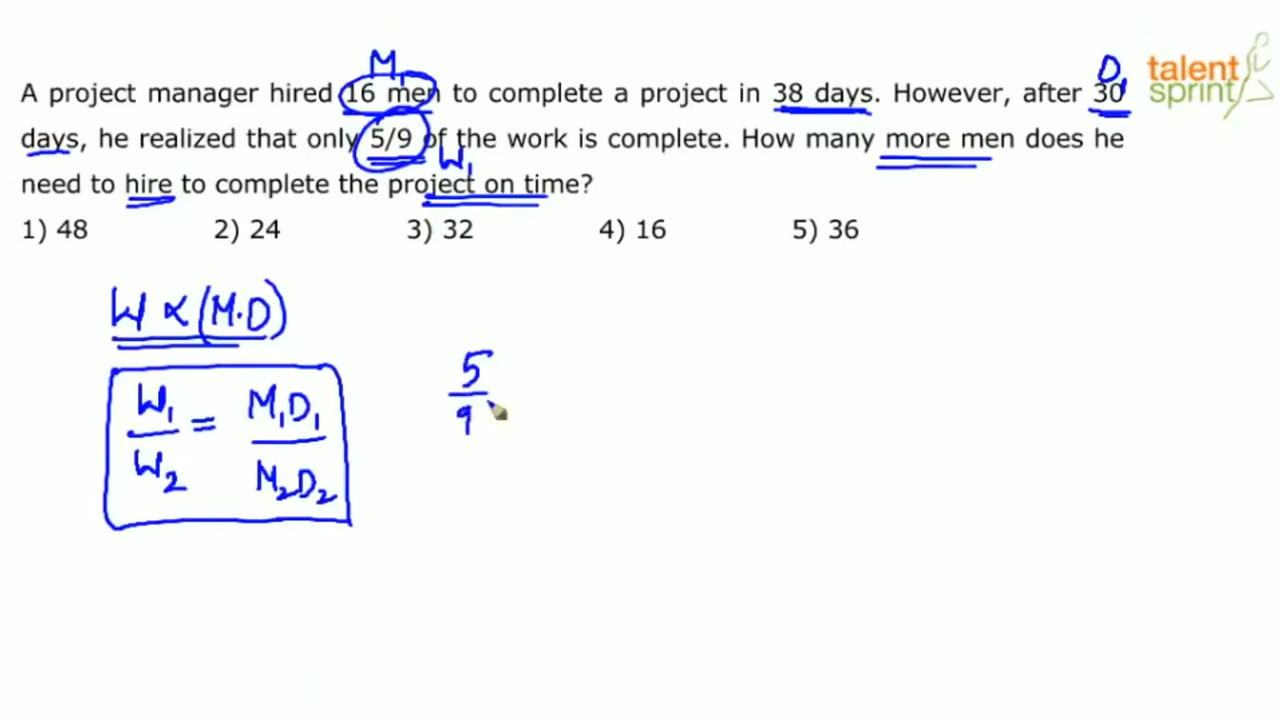 M₁
D₁
talent
sprint
A project manager hired 16 men to complete a project in 38 days. However, after 30
days, he realized that only 5/9 of the work is complete. How many more men does he
W₁
need to hire to complete the project on time?
1) 48 2) 24 3) 32 4) 16 5) 36
W ∝ (M·D)
W₁/W₂ = M₁D₁/M₂D₂
5/9